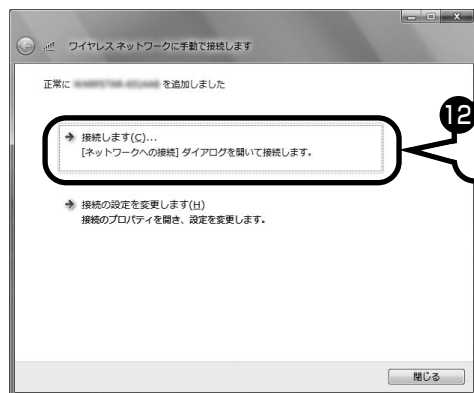 ワイヤレス ネットワークに手動で接続します
正常に を追加しました
接続します(C)...
[ネットワークへの接続] ダイアログを開いて接続します。
12
接続の設定を変更します(H)
接続のプロパティを開き、設定を変更します。
閉じる